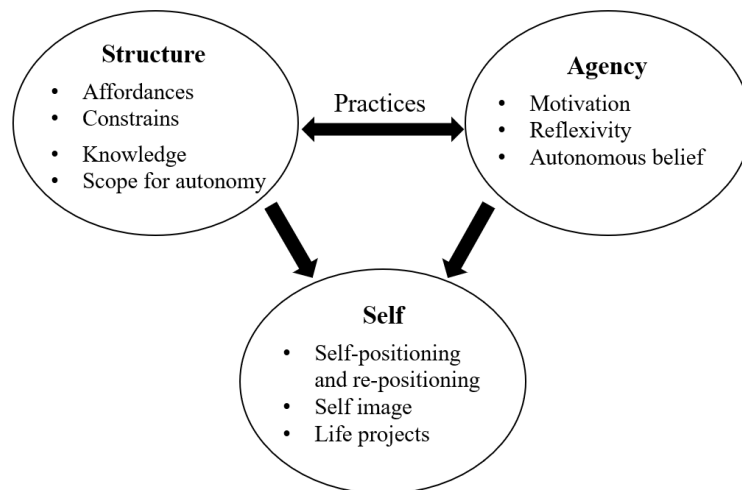 Structure
• Affordances
• Constrains
• Knowledge
• Scope for autonomy
Practices
Agency
• Motivation
• Reflexivity
• Autonomous belief
Self
• Self-positioning
and re-positioning
• Self image
• Life projects